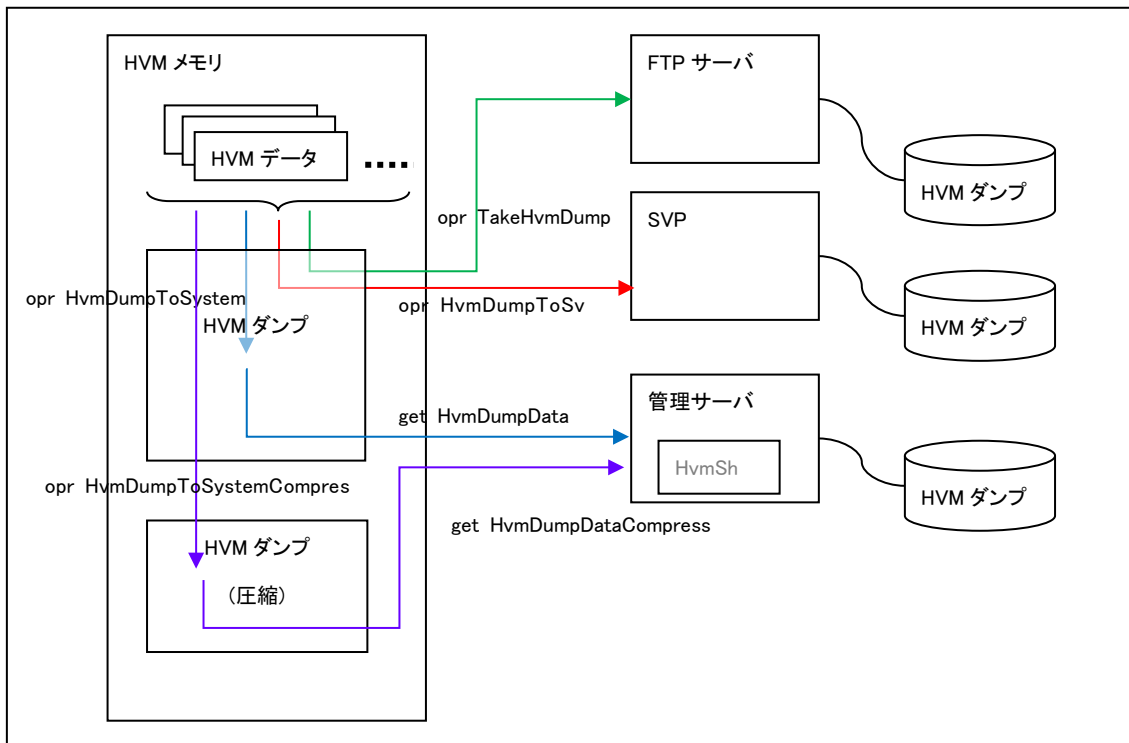 HVM メモリ
HVM データ
opr HvmDumpToSystem
HVM ダンプ
opr HvmDumpToSystemCompres
HVM ダンプ
(圧縮)
opr TakeHvmDump
opr HvmDumpToSv
get HvmDumpData
get HvmDumpDataCompress
FTP サーバ
HVM ダンプ
SVP
HVM ダンプ
管理サーバ
HvmSh
HVM ダンプ